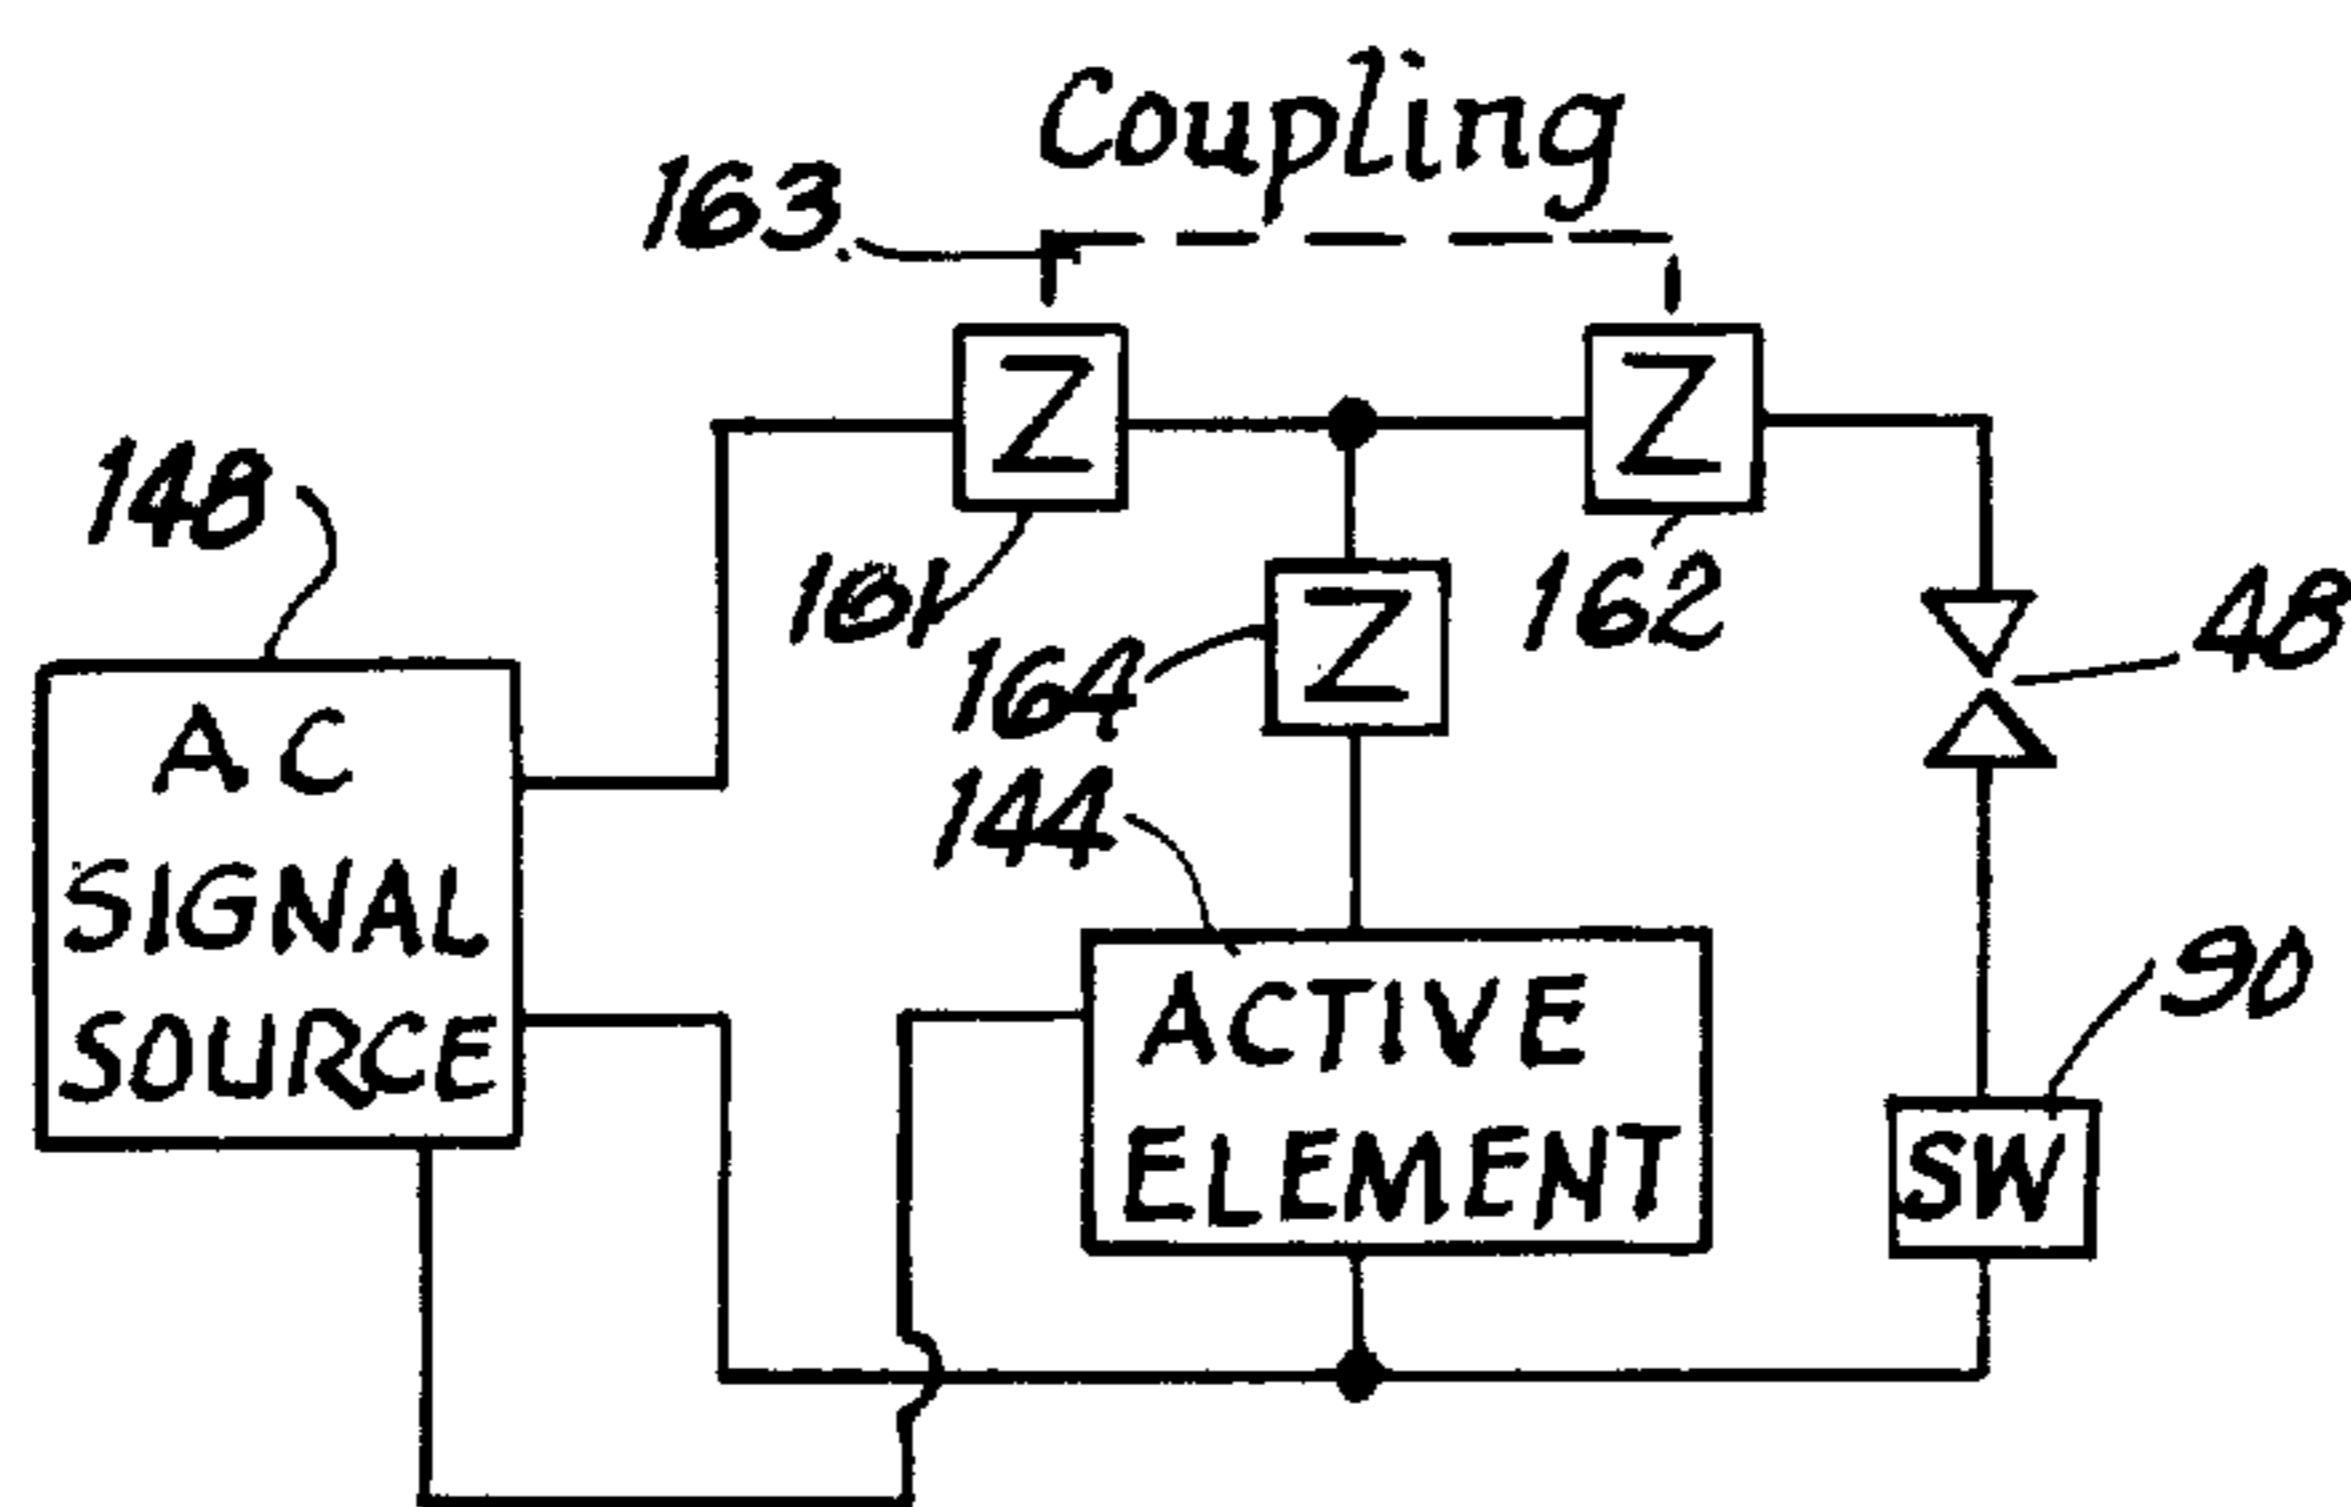 Coupling
163
Z
Z
148
161
162
Z
164
48
AC
SIGNAL
SOURCE
144
ACTIVE
ELEMENT
90
SW